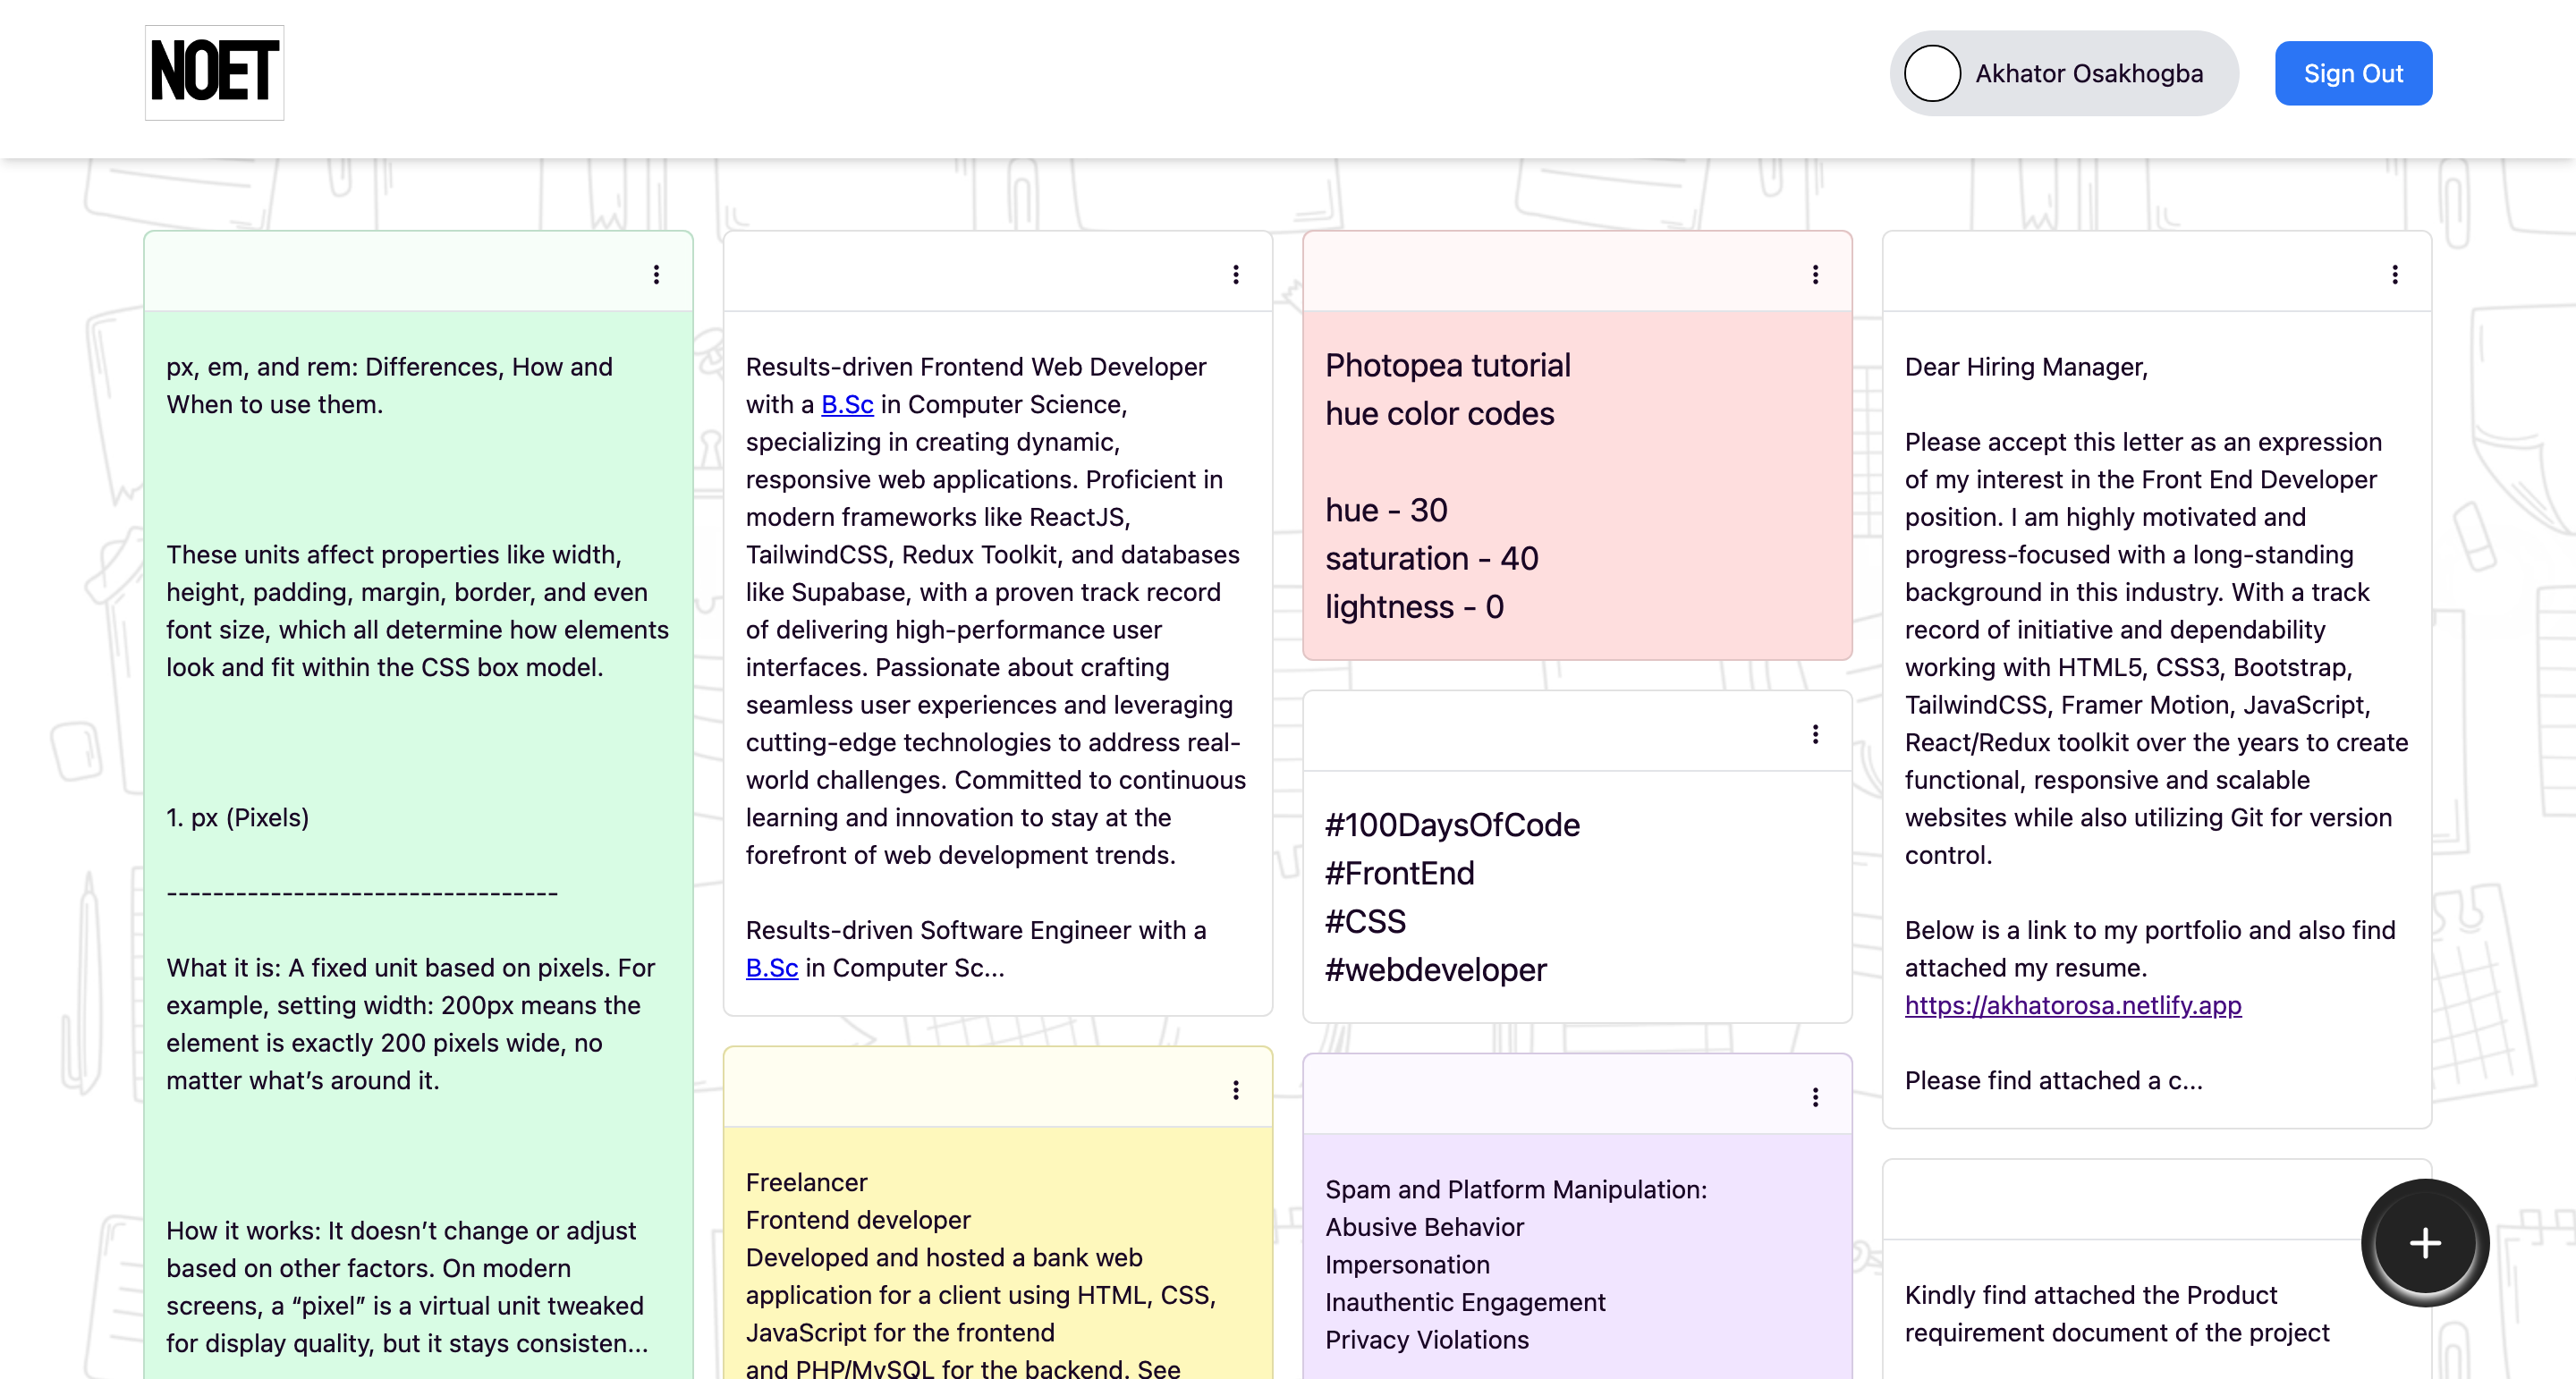 NOET
Akhator Osakhogba
Sign Out
px, em, and rem: Differences, How and
When to use them.
These units affect properties like width,
height, padding, margin, border, and even
font size, which all determine how elements
look and fit within the CSS box model.
1. px (Pixels)
----------------------------------
What it is: A fixed unit based on pixels. For
example, setting width: 200px means the
element is exactly 200 pixels wide, no
matter what’s around it.
How it works: It doesn’t change or adjust
based on other factors. On modern
screens, a “pixel” is a virtual unit tweaked
for display quality, but it stays consisten...
Results-driven Frontend Web Developer
with a B.Sc in Computer Science,
specializing in creating dynamic,
responsive web applications. Proficient in
modern frameworks like ReactJS,
TailwindCSS, Redux Toolkit, and databases
like Supabase, with a proven track record
of delivering high-performance user
interfaces. Passionate about crafting
seamless user experiences and leveraging
cutting-edge technologies to address real-
world challenges. Committed to continuous
learning and innovation to stay at the
forefront of web development trends.
Results-driven Software Engineer with a
B.Sc in Computer Sc...
Freelancer
Frontend developer
Developed and hosted a bank web
application for a client using HTML, CSS,
JavaScript for the frontend
and PHP/MySQL for the backend. See
Photopea tutorial
hue color codes
hue - 30
saturation - 40
lightness - 0
#100DaysOfCode
#FrontEnd
#CSS
#webdeveloper
Spam and Platform Manipulation:
Abusive Behavior
Impersonation
Inauthentic Engagement
Privacy Violations
Dear Hiring Manager,
Please accept this letter as an expression
of my interest in the Front End Developer
position. I am highly motivated and
progress-focused with a long-standing
background in this industry. With a track
record of initiative and dependability
working with HTML5, CSS3, Bootstrap,
TailwindCSS, Framer Motion, JavaScript,
React/Redux toolkit over the years to create
functional, responsive and scalable
websites while also utilizing Git for version
control.
Below is a link to my portfolio and also find
attached my resume.
https://akhatorosa.netlify.app
Please find attached a c...
Kindly find attached the Product
requirement document of the project